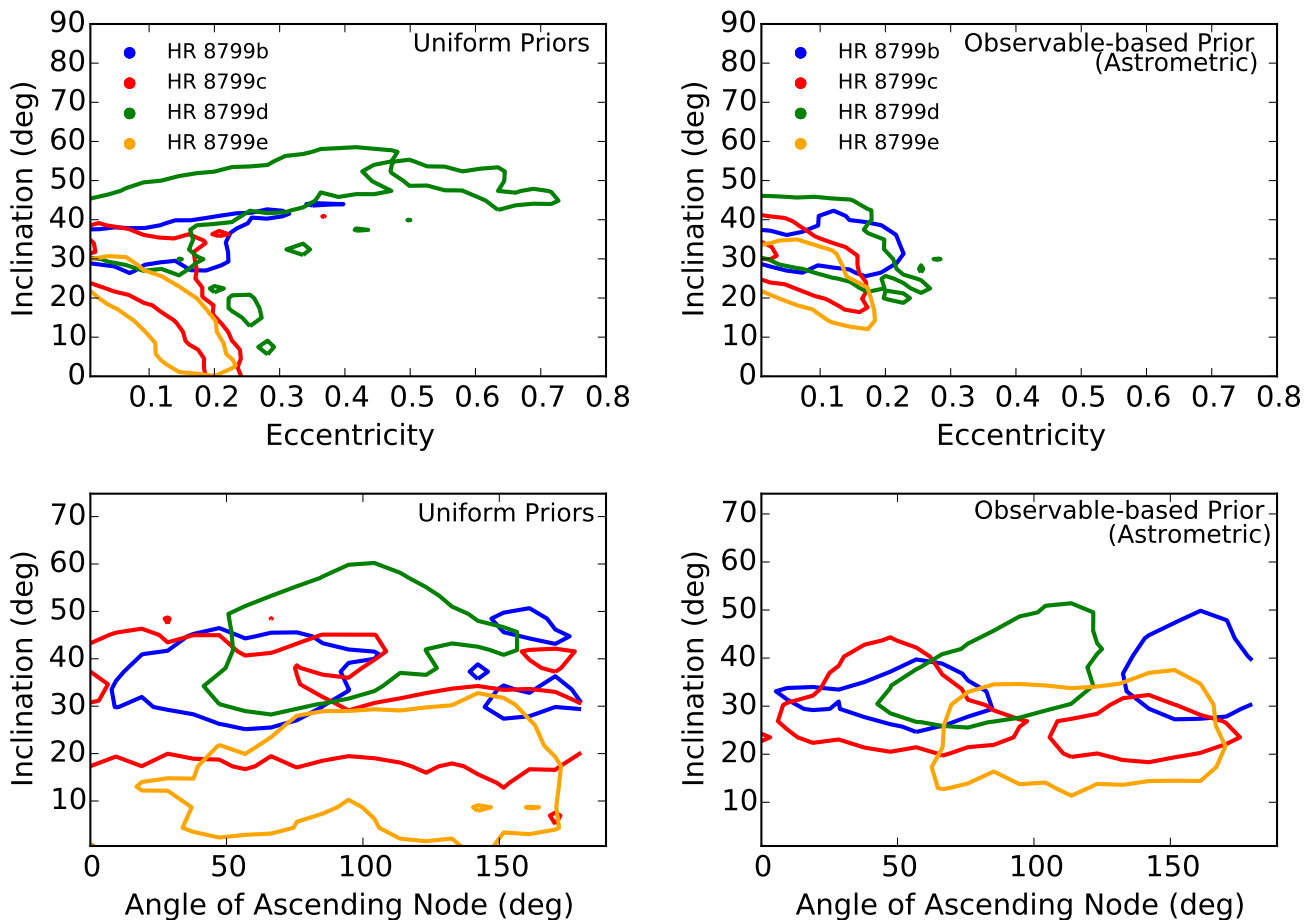 Uniform Priors
HR 8799b
HR 8799c
HR 8799d
HR 8799e
90
80
70
60
50
40
30
20
10
0
Inclination (deg)
0.1 0.2 0.3 0.4 0.5 0.6 0.7 0.8
Eccentricity
Observable-based Prior
(Astrometric)
HR 8799b
HR 8799c
HR 8799d
HR 8799e
90
80
70
60
50
40
30
20
10
0
Inclination (deg)
0.1 0.2 0.3 0.4 0.5 0.6 0.7 0.8
Eccentricity
Uniform Priors
70
60
50
40
30
20
10
Inclination (deg)
0 50 100 150
Angle of Ascending Node (deg)
Observable-based Prior
(Astrometric)
70
60
50
40
30
20
10
Inclination (deg)
0 50 100 150
Angle of Ascending Node (deg)